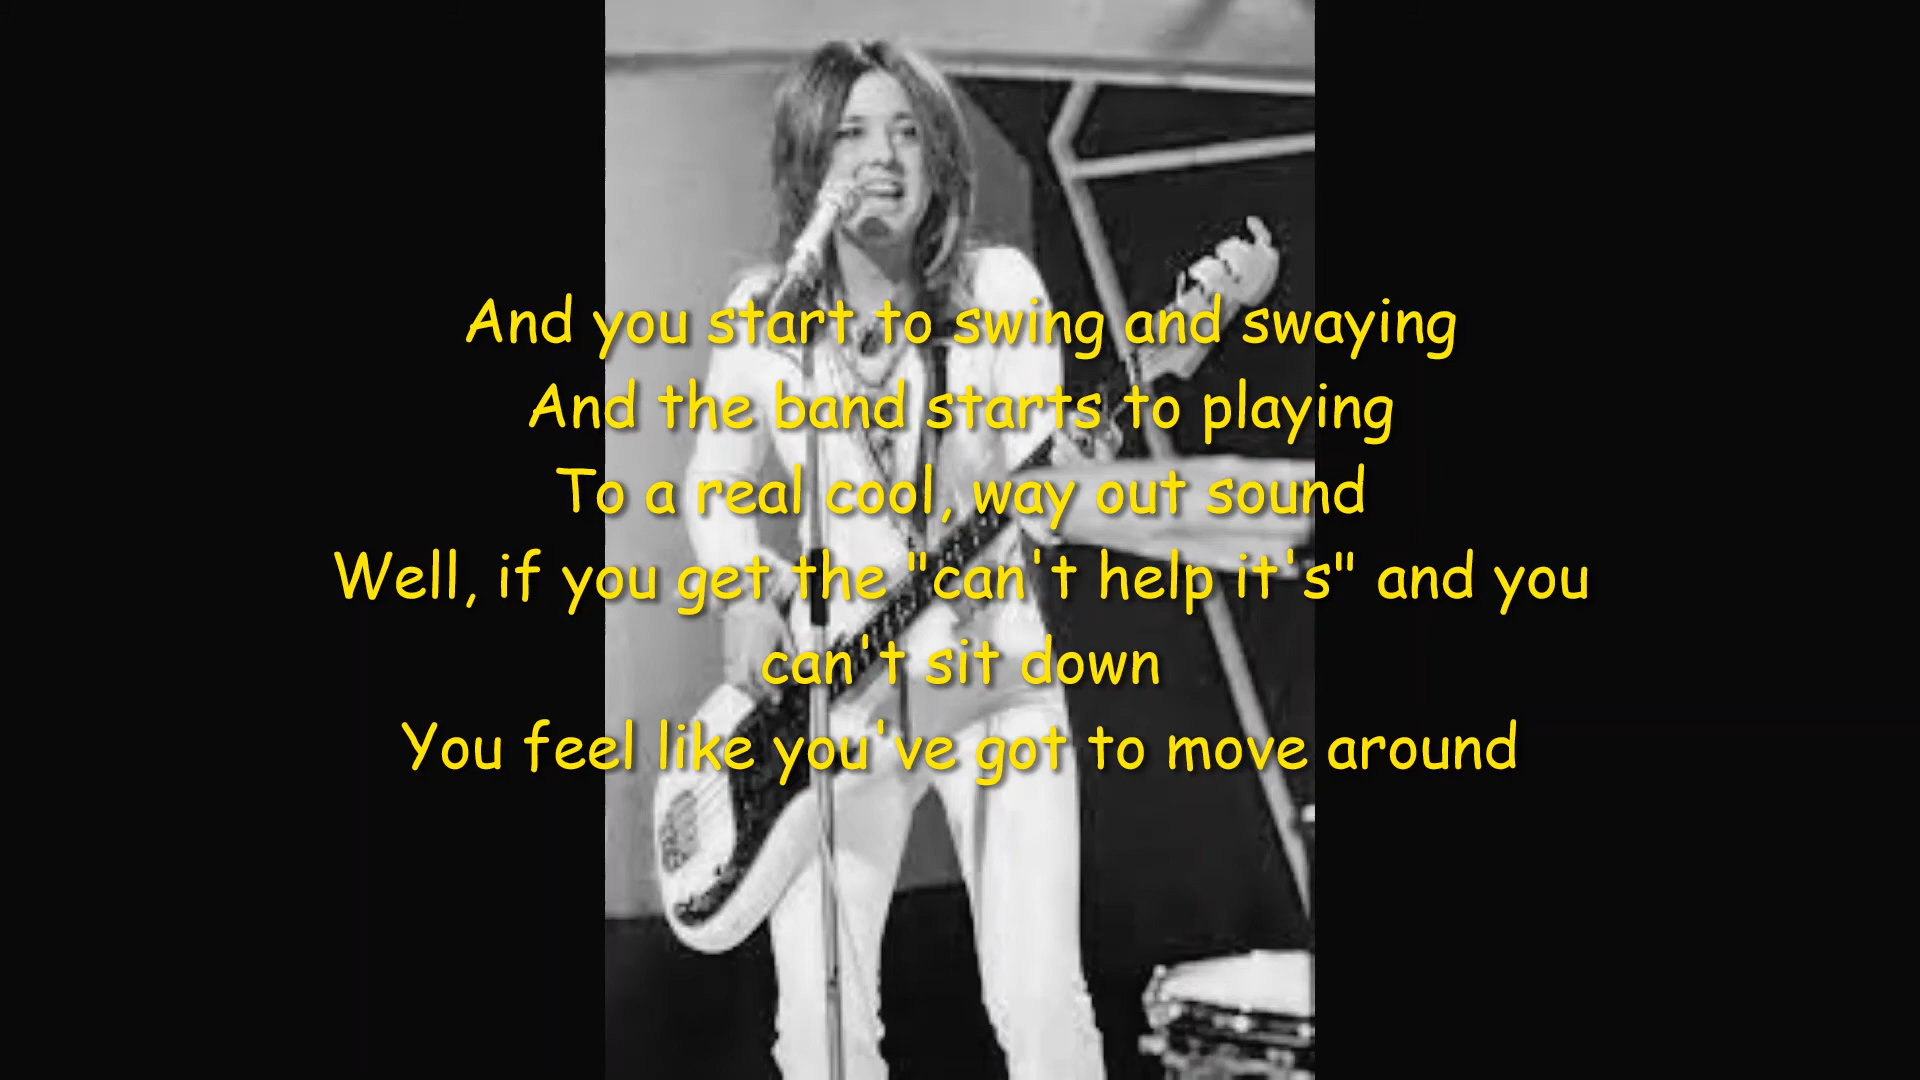 And you start to swing and swaying
And the band starts to playing
To a real cool, way out sound
Well, if you get the "can't help it's" and you
can't sit down
You feel like you've got to move around